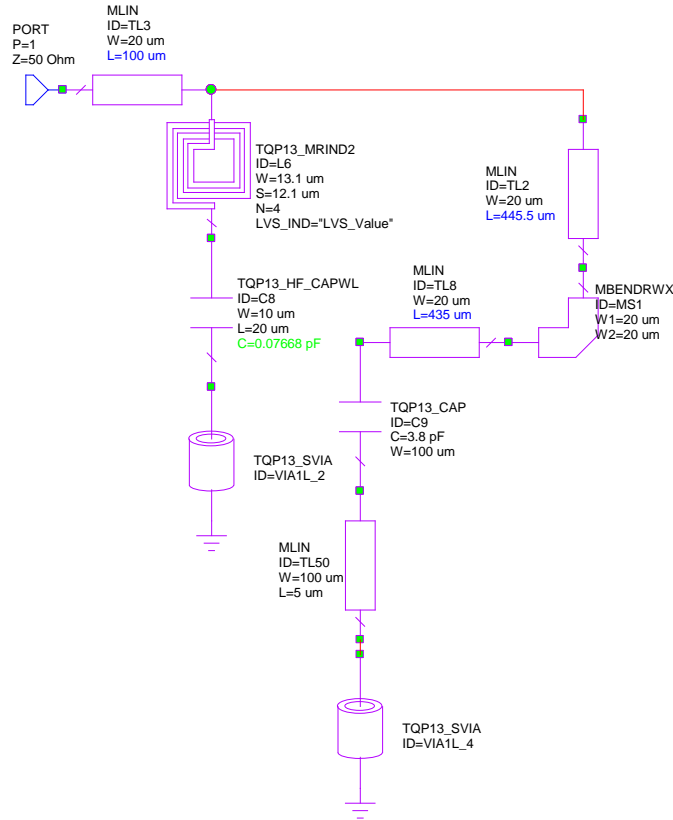 PORT
P=1
Z=50 Ohm
MLIN
ID=TL3
W=20 um
L=100 um
TQP13_MRIND2
ID=L6
W=13.1 um
S=12.1 um
N=4
LVS_IND="LVS_Value"
MLIN
ID=TL2
W=20 um
L=445.5 um
TQP13_HF_CAPWL
ID=C8
W=10 um
L=20 um
C=0.07668 pF
MLIN
ID=TL8
W=20 um
L=435 um
MBENDRWX
ID=MS1
W1=20 um
W2=20 um
TQP13_CAP
ID=C9
C=3.8 pF
W=100 um
TQP13_SVIA
ID=VIA1L_2
MLIN
ID=TL50
W=100 um
L=5 um
TQP13_SVIA
ID=VIA1L_4